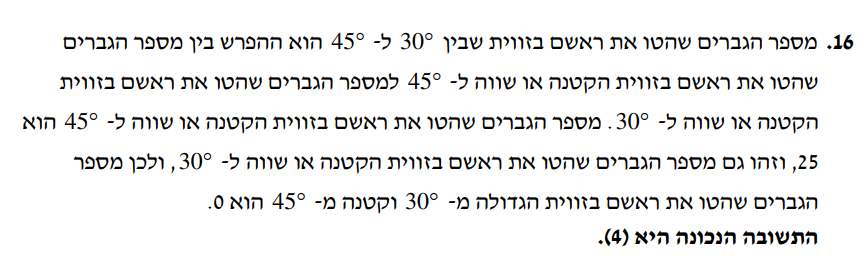 16. מספר הגברים שהטו את ראשם בזווית שבין 30° ל- 45° הוא ההפרש בין מספר הגברים
שהטו את ראשם בזווית הקטנה או שווה ל- 45° למספר הגברים שהטו את ראשם בזווית
הקטנה או שווה ל- 30°. מספר הגברים שהטו את ראשם בזווית הקטנה או שווה ל- 45° הוא
25, וזהו גם מספר הגברים שהטו את ראשם בזווית הקטנה או שווה ל- 30°, ולכן מספר
הגברים שהטו את ראשם בזווית הגדולה מ- 30° וקטנה מ- 45° הוא 0.
התשובה הנכונה היא (4).